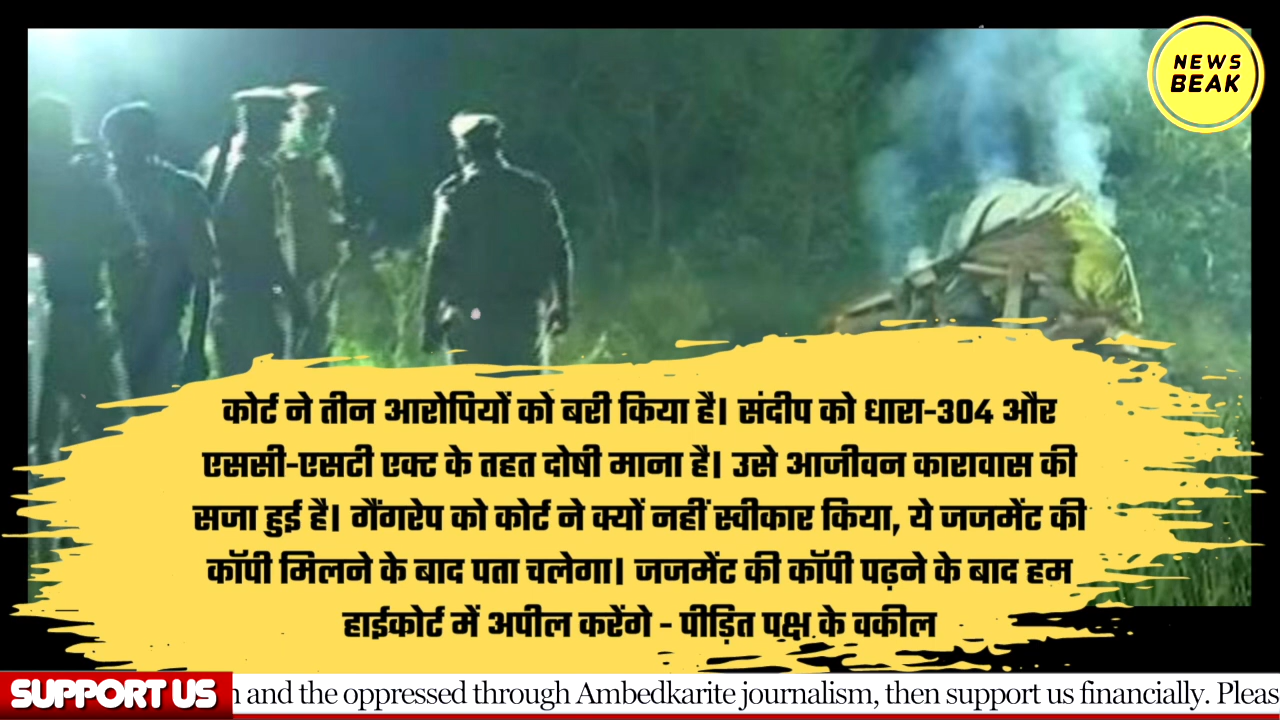 NEWS
BEAK
कोर्ट ने तीन आरोपियों को बरी किया है। संदीप को धारा-304 और
एससी-एसटी एक्ट के तहत दोषी माना है। उसे आजीवन कारावास की
सजा हुई है। गैंगरेप को कोर्ट ने क्यों नहीं स्वीकार किया, ये जजमेंट की
कॉपी मिलने के बाद पता चलेगा। जजमेंट की कॉपी पढ़ने के बाद हम
हाईकोर्ट में अपील करेंगे - पीड़ित पक्ष के वकील
SUPPORT US and the oppressed through Ambedkarite journalism, then support us financially.